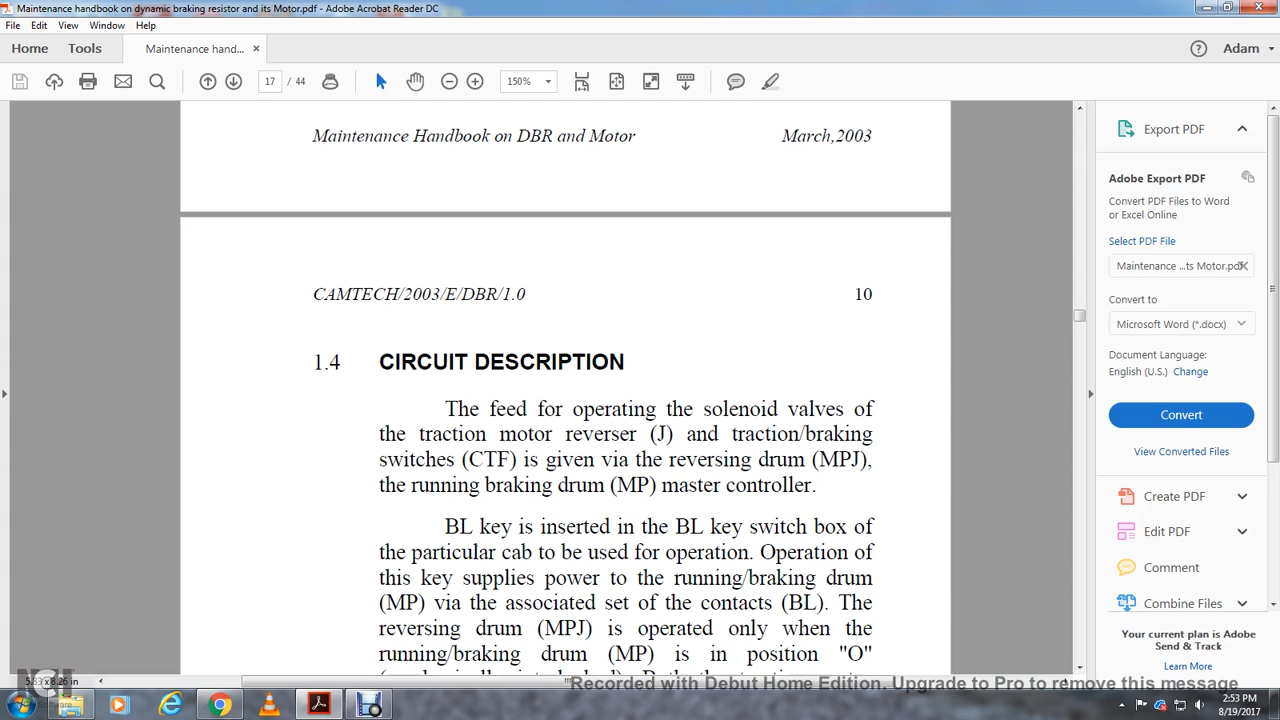 Maintenance handbook on dynamic braking resistor and its Motor.pdf - Adobe Acrobat Reader DC
File Edit View Window Help
Home Tools Maintenance hand... × Adam
17 / 44 150%
Maintenance Handbook on DBR and Motor March,2003
CAMTECH/2003/E/DBR/1.0 10
1.4 CIRCUIT DESCRIPTION
The feed for operating the solenoid valves of
the traction motor reverser (J) and traction/braking
switches (CTF) is given via the reversing drum (MPJ),
the running braking drum (MP) master controller.
BL key is inserted in the BL key switch box of
the particular cab to be used for operation. Operation of
this key supplies power to the running/braking drum
(MP) via the associated set of the contacts (BL). The
reversing drum (MPJ) is operated only when the
running/braking drum (MP) is in position "O"
Export PDF
Adobe Export PDF
Convert PDF Files to Word
or Excel Online
Select PDF File
Maintenance ...ts Motor.pdf
Convert to
Microsoft Word (*.docx)
Document Language:
English (U.S.) Change
Convert
View Converted Files
Create PDF
Edit PDF
Comment
Combine Files
Your current plan is Adobe
Send & Track
Learn More
5.83 x 8.26 in
Recorded with Debut Home Edition. Upgrade to Pro to remove this message
NCH
2:53 PM
8/19/2017